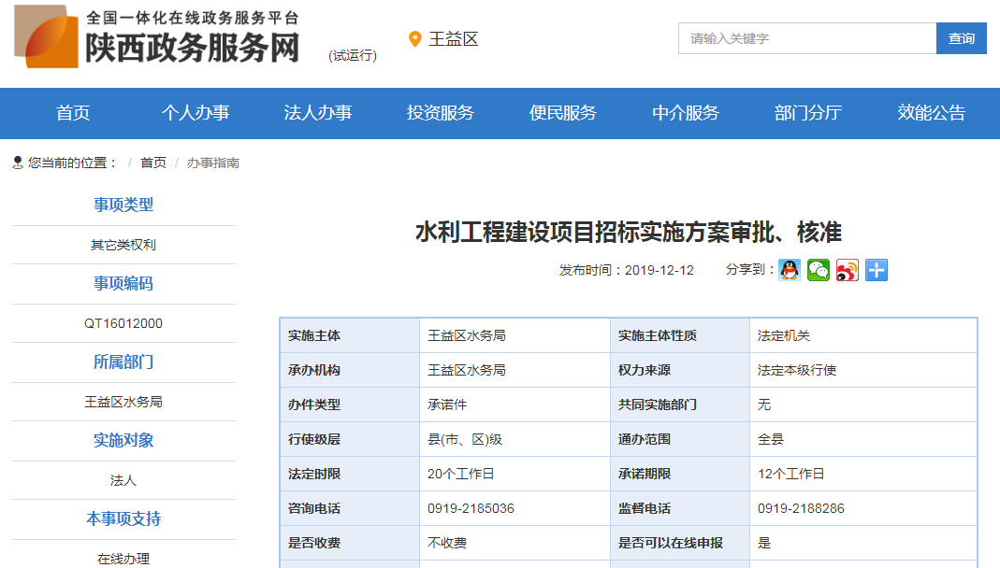 全国一体化在线政务服务平台
陕西政务服务网
(试运行)
王益区
请输入关键字
查询
首页 个人办事 法人办事 投资服务 便民服务 中介服务 部门分厅 效能公告
您当前的位置： / 首页 / 办事指南
事项类型
其它类权利
事项编码
QT16012000
所属部门
王益区水务局
实施对象
法人
本事项支持
在线办理
水利工程建设项目招标实施方案审批、核准
发布时间：2019-12-12 分享到：
实施主体 王益区水务局 实施主体性质 法定机关
承办机构 王益区水务局 权力来源 法定本级行使
办件类型 承诺件 共同实施部门 无
行使级层 县(市、区)级 通办范围 全县
法定时限 20个工作日 承诺期限 12个工作日
咨询电话 0919-2185036 监督电话 0919-2188286
是否收费 不收费 是否可以在线申报 是